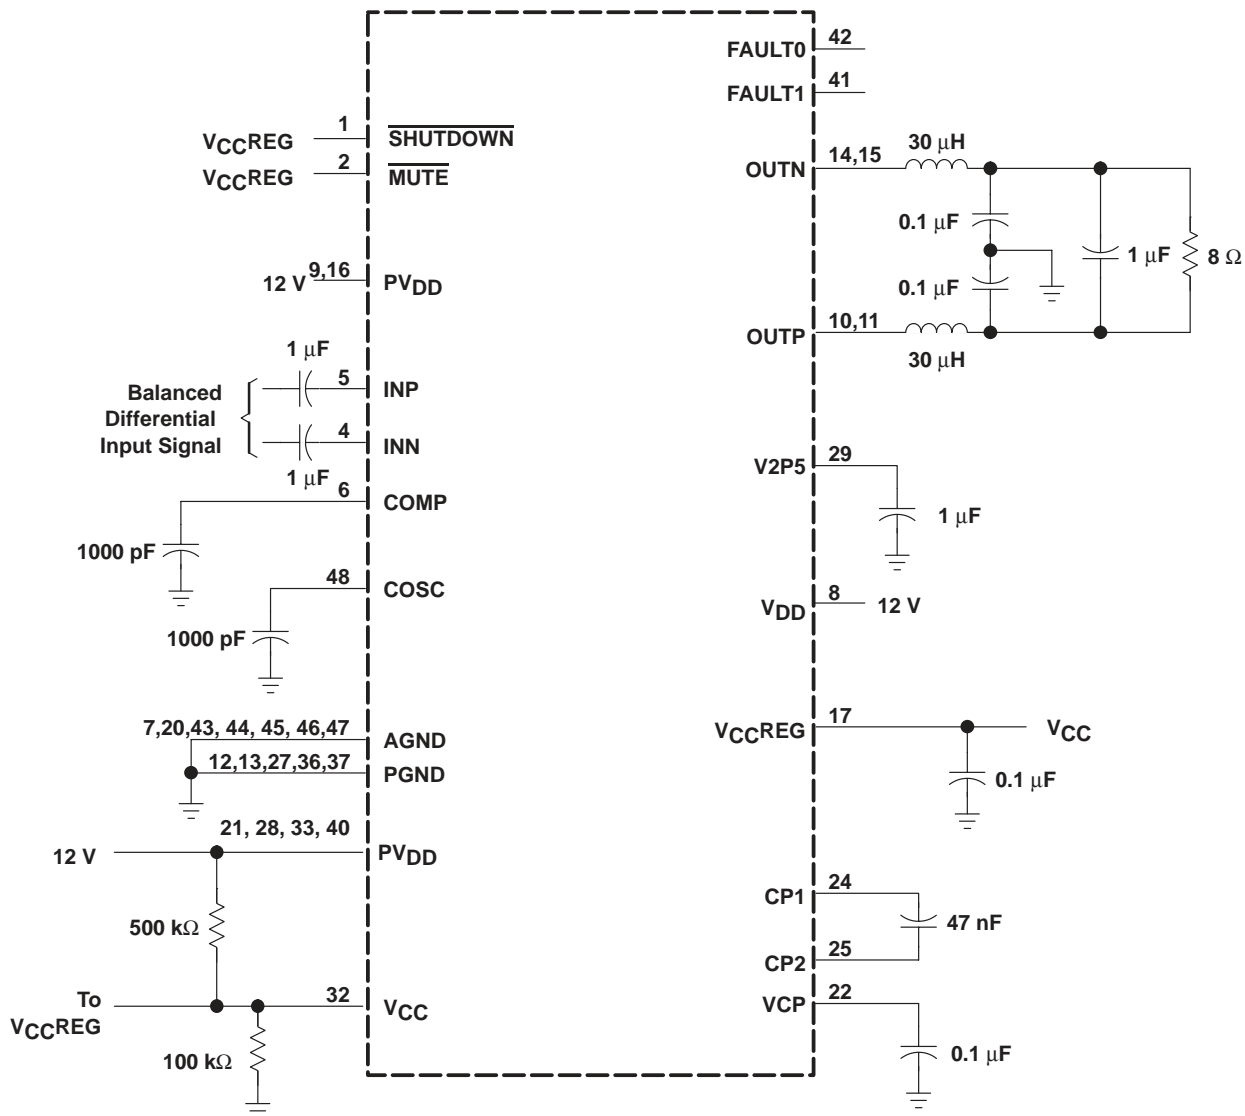 FAULT0 42
FAULT1 41
VCCREG 1 SHUTDOWN
VCCREG 2 MUTE
OUTN 14,15 30 μH
0.1 μF
0.1 μF
1 μF
8 Ω
OUTP 10,11 30 μH
12 V 9,16 PVDD
1 μF
Balanced
Differential
Input Signal
5 INP
4 INN
1 μF
6 COMP
1000 pF
48 COSC
1000 pF
V2P5 29
1 μF
VDD 8 12 V
7,20,43, 44, 45, 46,47 AGND
12,13,27,36,37 PGND
VCCREG 17 VCC
0.1 μF
12 V 21, 28, 33, 40 PVDD
500 kΩ
To
VCCREG
32 VCC
100 kΩ
CP1 24
47 nF
CP2 25
VCP 22
0.1 μF